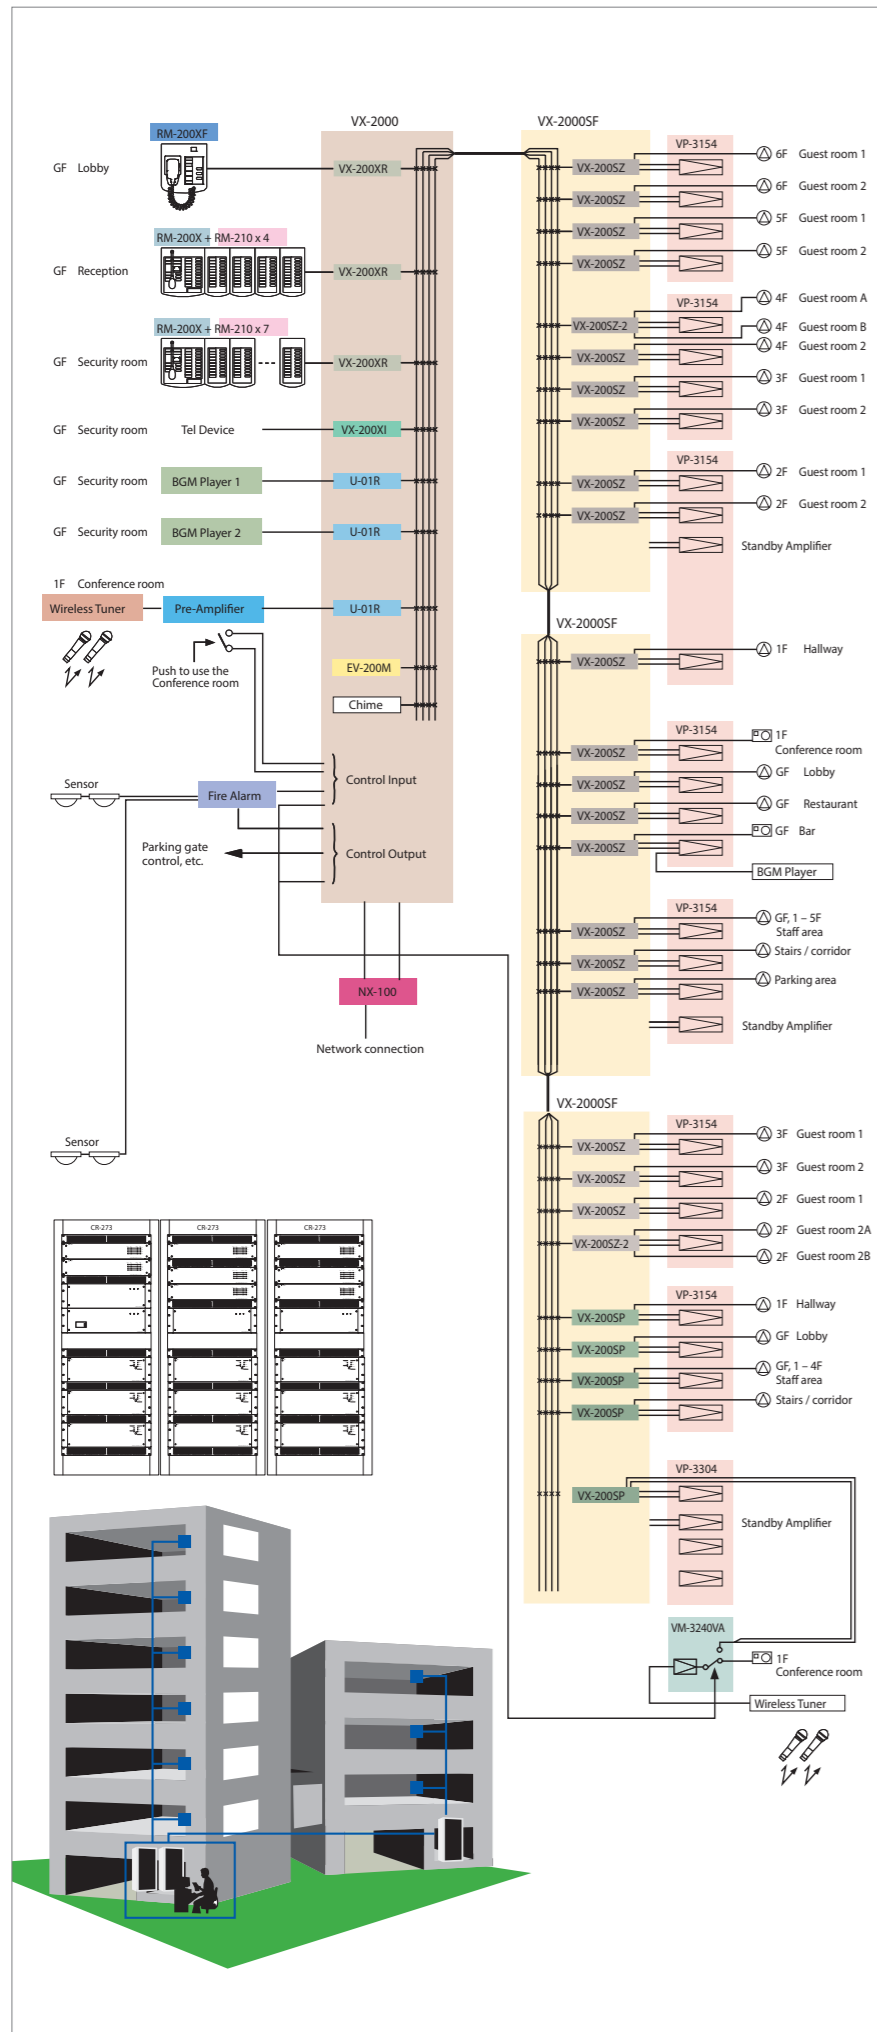 VX-2000
RM-200XF
GF Lobby
VX-200XR
RM-200X + RM-210 x 4
GF Reception
VX-200XR
RM-200X + RM-210 x 7
GF Security room
VX-200XR
GF Security room
Tel Device
VX-200XI
GF Security room
BGM Player 1
U-01R
GF Security room
BGM Player 2
U-01R
1F Conference room
Wireless Tuner
Pre-Amplifier
U-01R
Push to use the
Conference room
EV-200M
Chime
Control Input
Sensor
Fire Alarm
Parking gate
control, etc.
Control Output
NX-100
Network connection
Sensor
VX-2000SF
VP-3154
VX-200SZ
6F Guest room 1
VX-200SZ
6F Guest room 2
VX-200SZ
5F Guest room 1
VX-200SZ
5F Guest room 2
VP-3154
4F Guest room A
VX-200SZ-2
4F Guest room B
VX-200SZ
4F Guest room 2
VX-200SZ
3F Guest room 1
VX-200SZ
3F Guest room 2
VP-3154
VX-200SZ
2F Guest room 1
VX-200SZ
2F Guest room 2
Standby Amplifier
VX-2000SF
VX-200SZ
1F Hallway
VP-3154
VX-200SZ
1F
Conference room
VX-200SZ
GF Lobby
VX-200SZ
GF Restaurant
VX-200SZ
GF Bar
BGM Player
VP-3154
VX-200SZ
GF, 1 – 5F
Staff area
VX-200SZ
Stairs / corridor
VX-200SZ
Parking area
Standby Amplifier
VX-2000SF
VP-3154
VX-200SZ
3F Guest room 1
VX-200SZ
3F Guest room 2
VX-200SZ
2F Guest room 1
VX-200SZ-2
2F Guest room 2A
2F Guest room 2B
VP-3154
VX-200SP
1F Hallway
VX-200SP
GF Lobby
VX-200SP
GF, 1 – 4F
Staff area
VX-200SP
Stairs / corridor
VP-3304
VX-200SP
Standby Amplifier
VM-3240VA
1F
Conference room
Wireless Tuner
CR-273
CR-273
CR-273